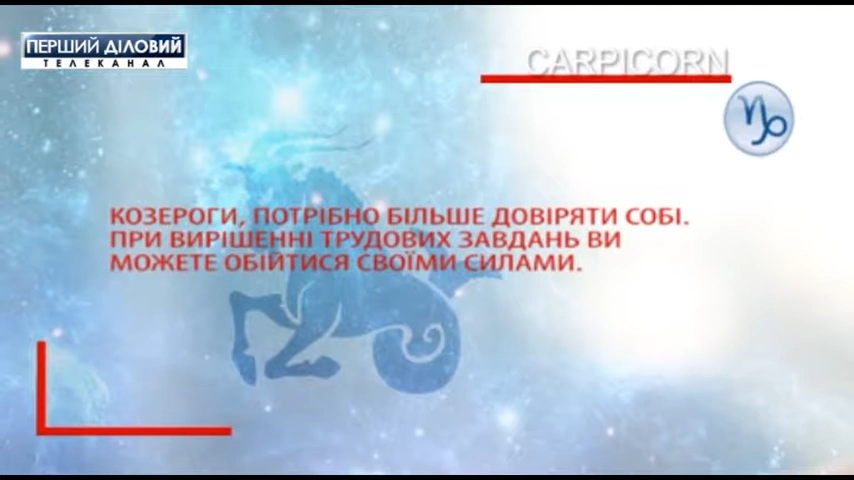 ПЕРШИЙ ДІЛОВИЙ
ТЕЛЕКАНАЛ
CARPICORN
КОЗЕРОГИ, ПОТРІБНО БІЛЬШЕ ДОВІРЯТИ СОБІ.
ПРИ ВИРІШЕННІ ТРУДОВИХ ЗАВДАНЬ ВИ
МОЖЕТЕ ОБІЙТИСЯ СВОЇМИ СИЛАМИ.